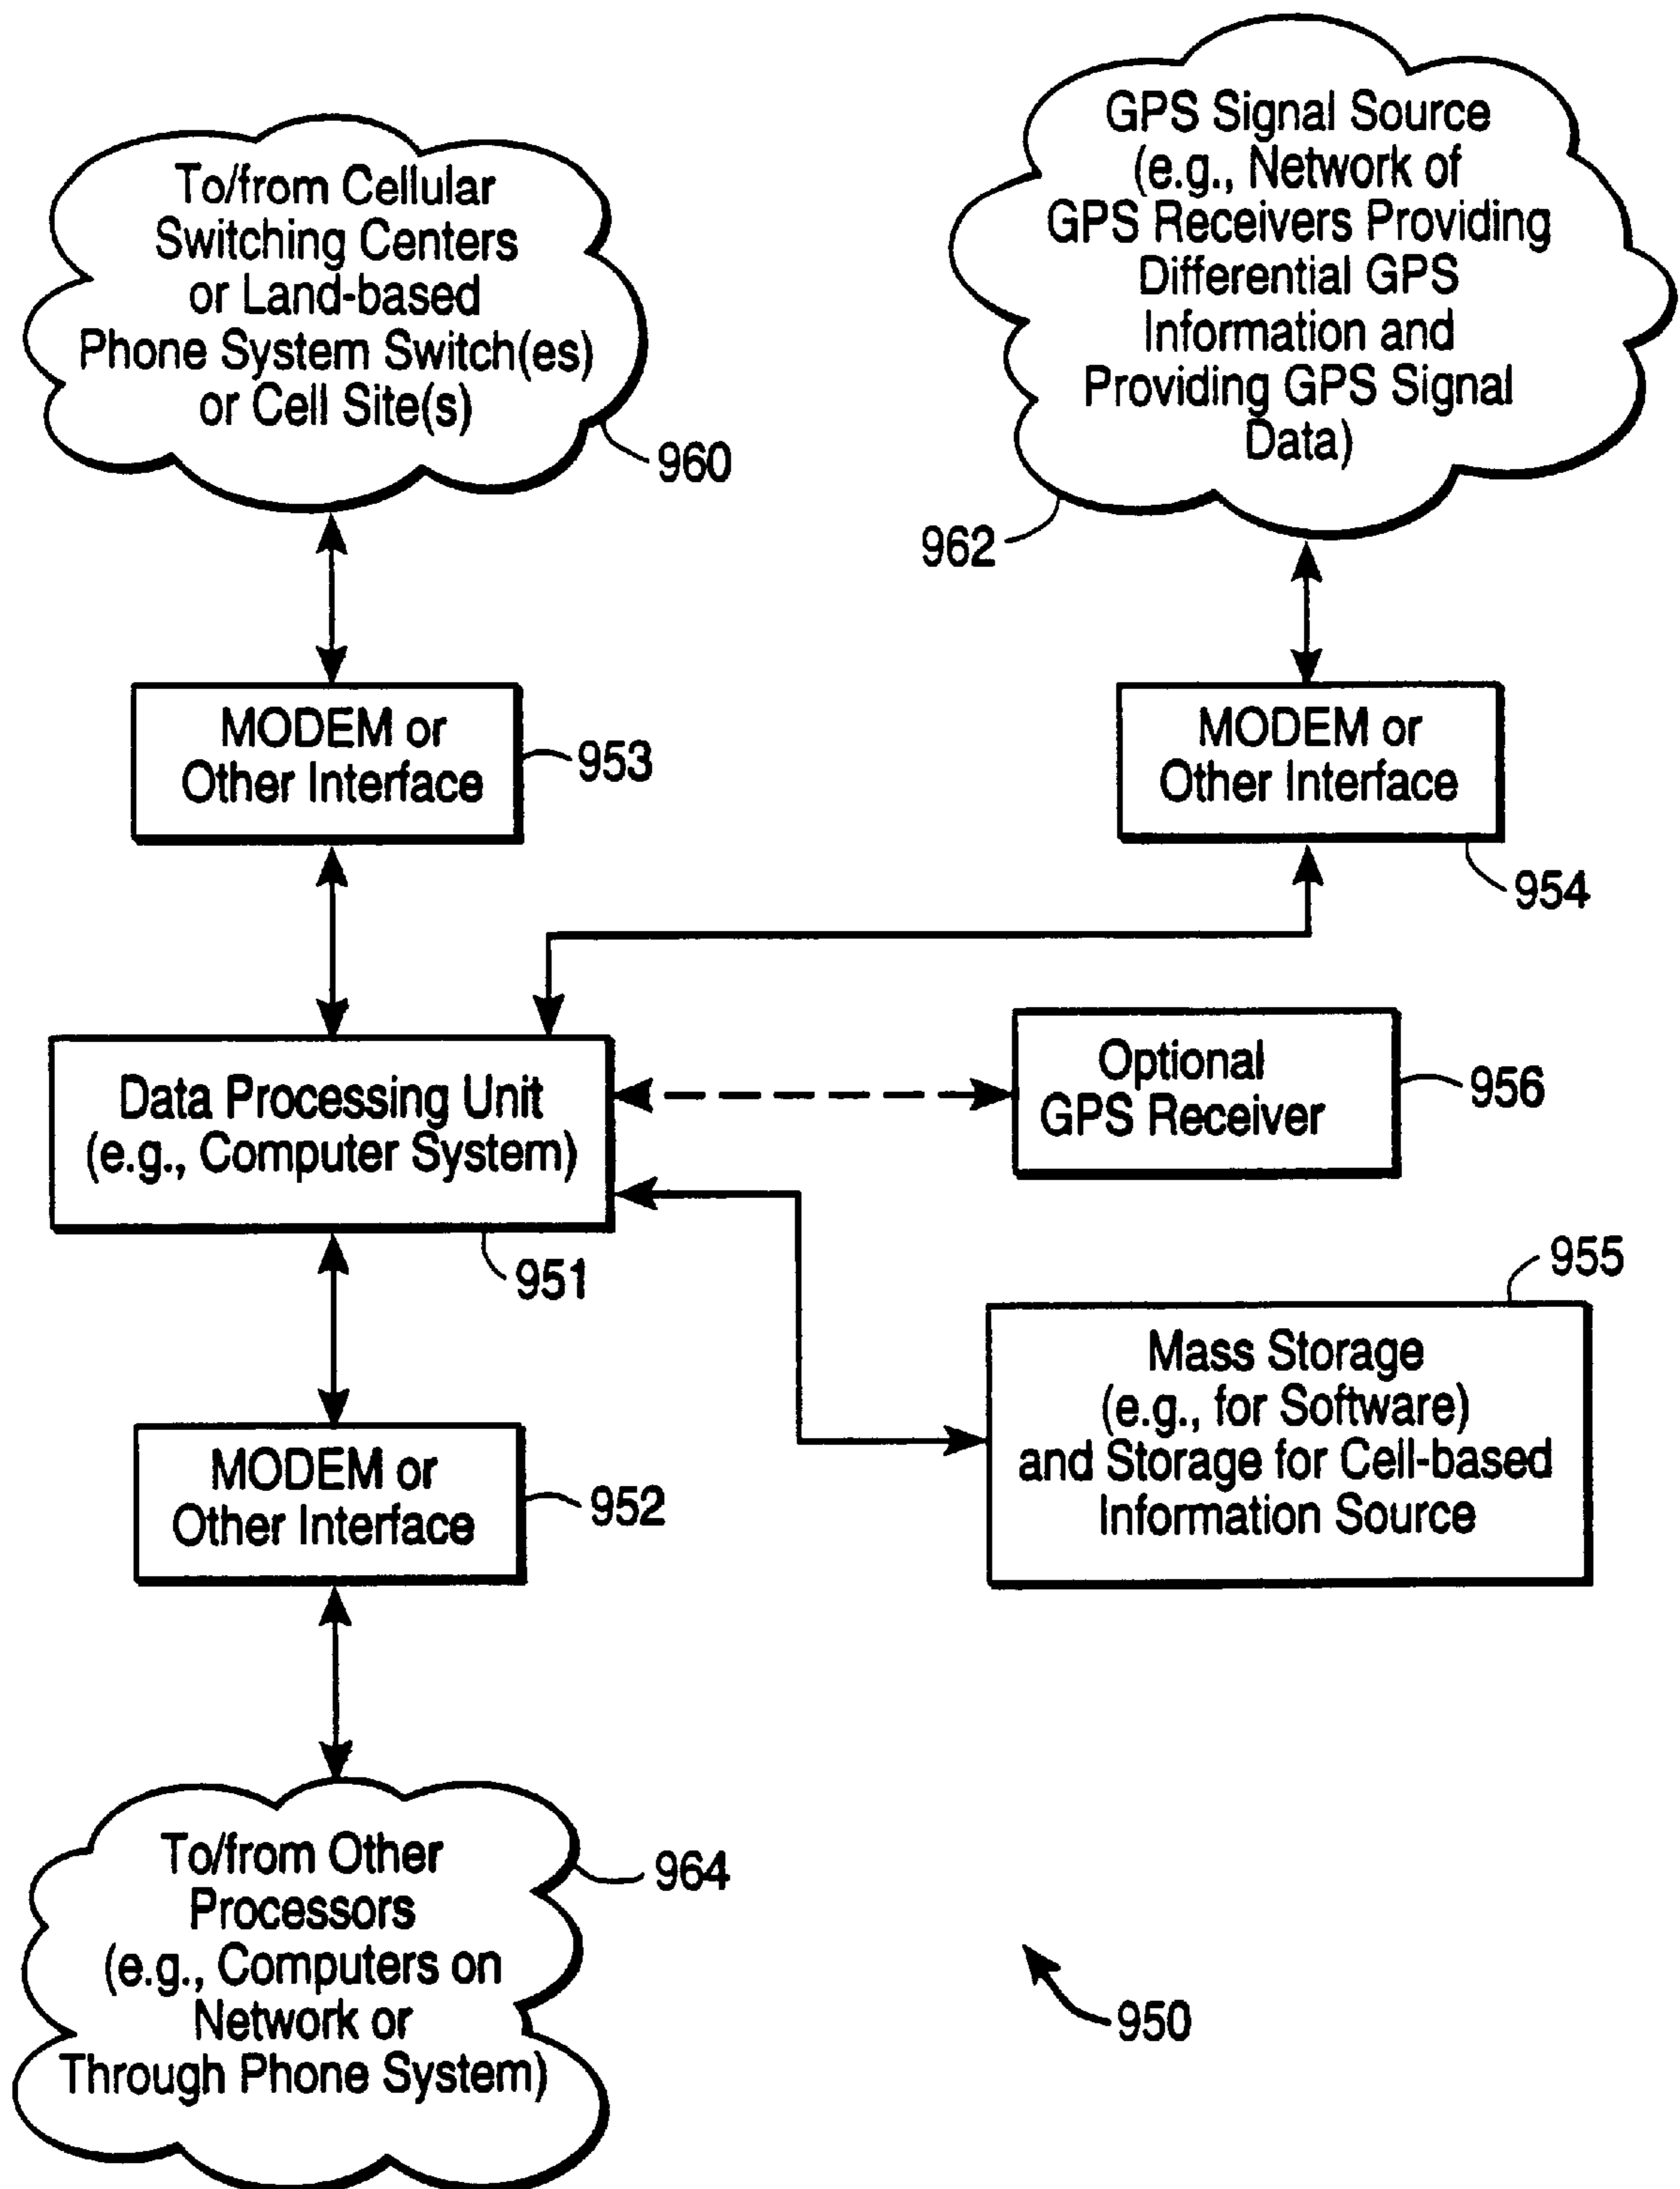 To/from Cellular
Switching Centers
or Land-based
Phone System Switch(es)
or Cell Site(s)
960
GPS Signal Source
(e.g., Network of
GPS Receivers Providing
Differential GPS
Information and
Providing GPS Signal
Data)
962
MODEM or
Other Interface
953
MODEM or
Other Interface
954
Data Processing Unit
(e.g., Computer System)
951
Optional
GPS Receiver
956
955
Mass Storage
(e.g., for Software)
and Storage for Cell-based
Information Source
MODEM or
Other Interface
952
To/from Other
Processors
(e.g., Computers on
Network or
Through Phone System)
964
950